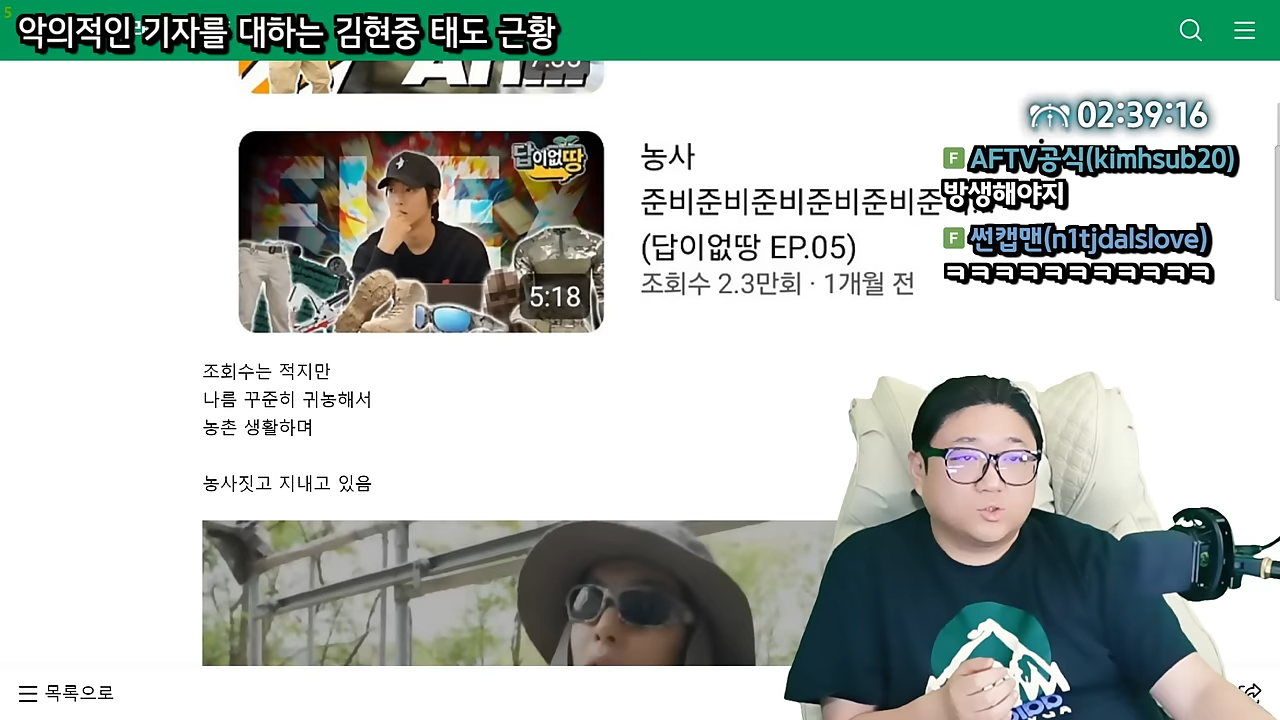 5
악의적인 기자를 대하는 김현중 태도 근황
02:39:16
F AFTV공식(kimhsub20)
방생해야지
F 썬캡맨(n1tjdalslove)
ㅋㅋㅋㅋㅋㅋㅋㅋㅋㅋㅋ
답이없땅
5:18
농사
준비준비준비준비준비준
(답이없땅 EP.05)
조회수 2.3만회 · 1개월 전
조회수는 적지만
나름 꾸준히 귀농해서
농촌 생활하며
농사짓고 지내고 있음
목록으로